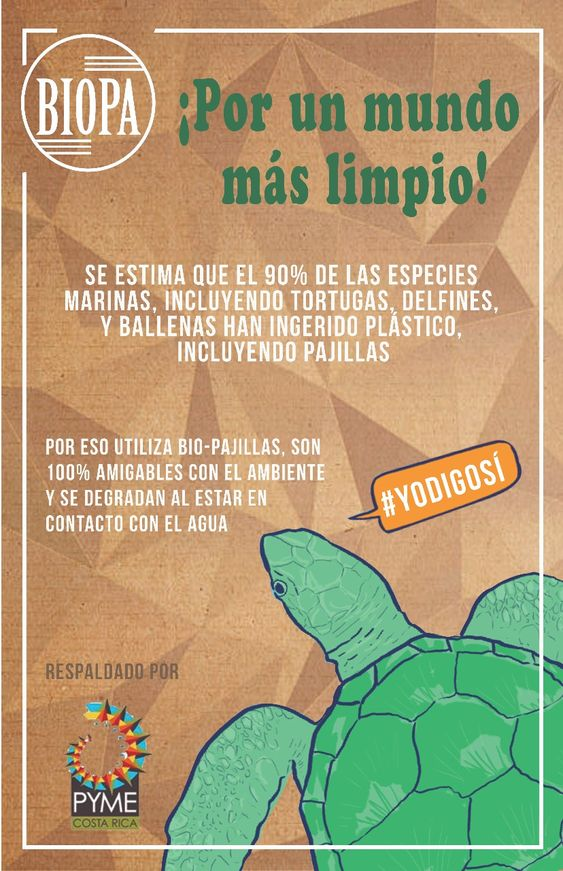 BIOPA
¡Por un mundo
más limpio!
SE ESTIMA QUE EL 90% DE LAS ESPECIES
MARINAS, INCLUYENDO TORTUGAS, DELFINES,
Y BALLENAS HAN INGERIDO PLÁSTICO,
INCLUYENDO PAJILLAS
POR ESO UTILIZA BIO-PAJILLAS, SON
100% AMIGABLES CON EL AMBIENTE
Y SE DEGRADAN AL ESTAR EN
CONTACTO CON EL AGUA
#YODIGOSÍ
RESPALDADO POR
PYME
COSTA RICA